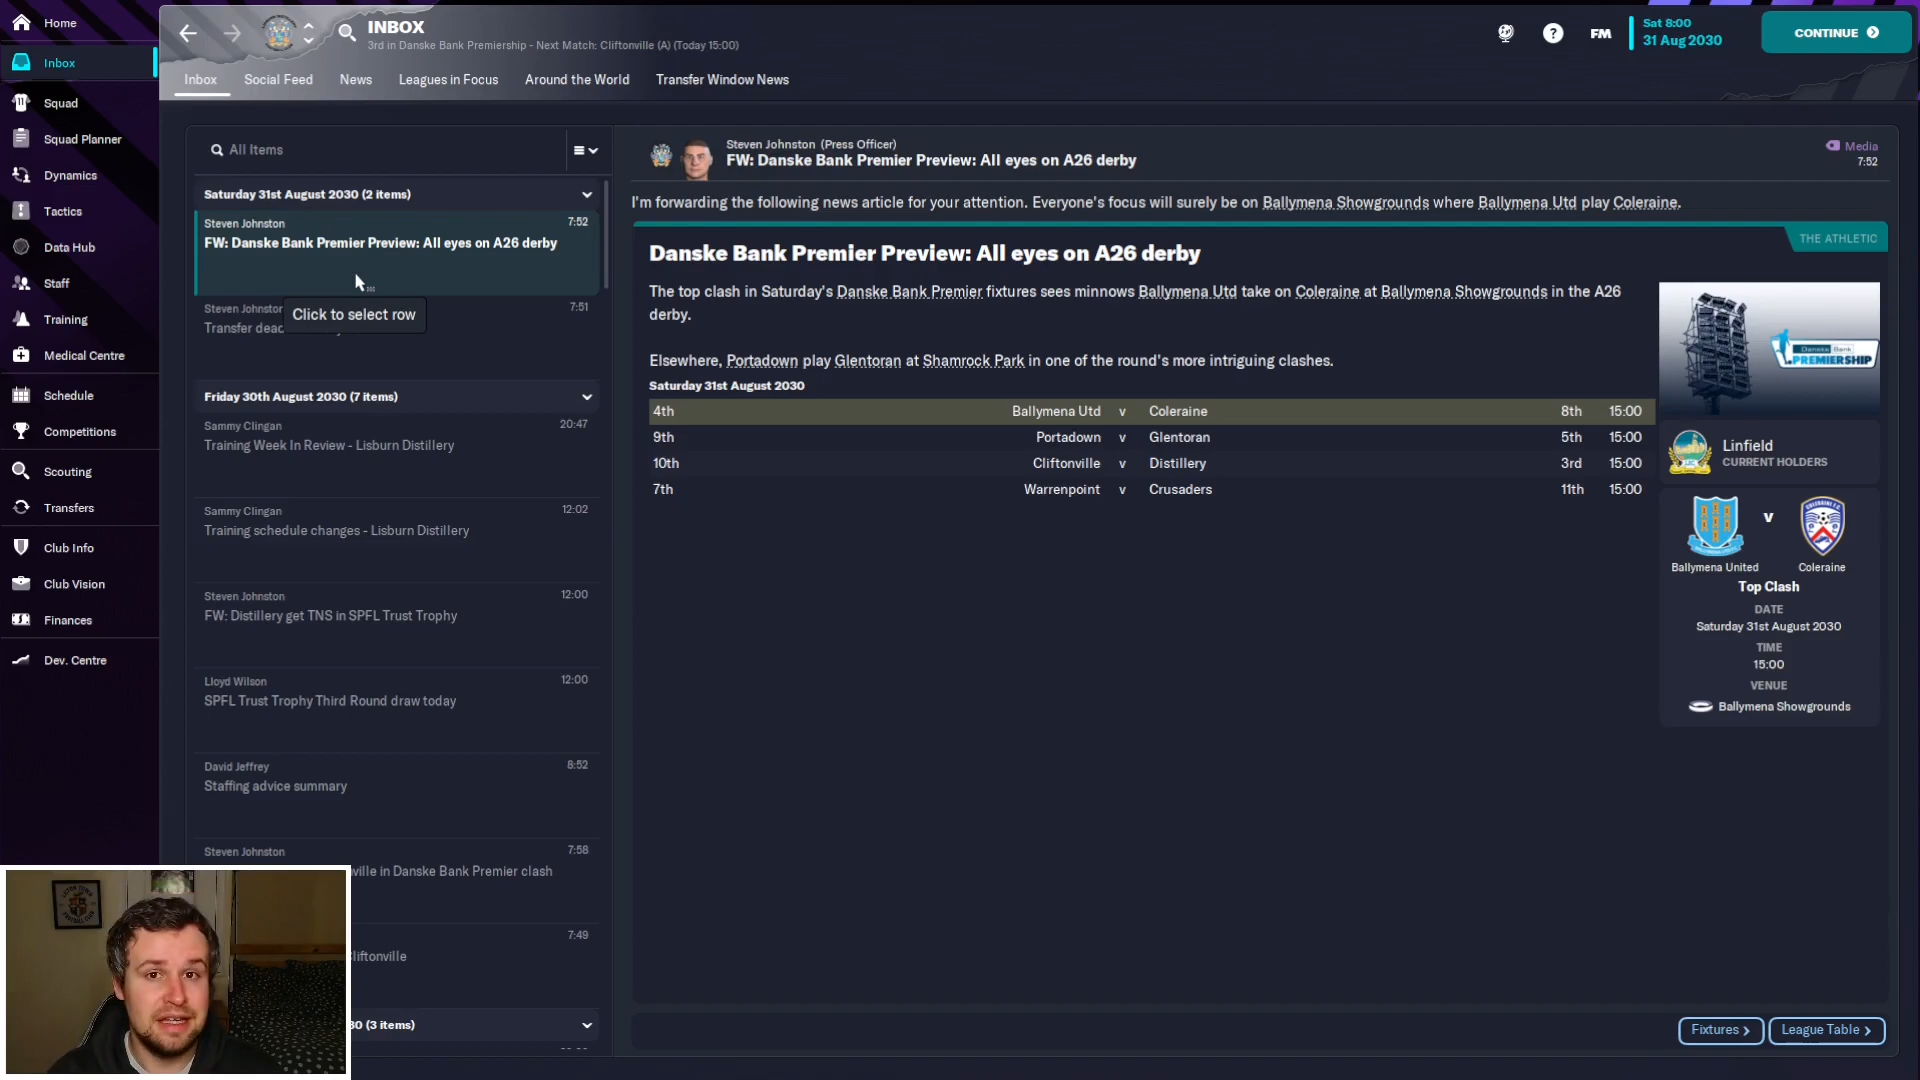 Home
Inbox
Squad
Squad Planner
Dynamics
Tactics
Data Hub
Staff
Training
Medical Centre
Schedule
Competitions
Scouting
Transfers
Club Info
Club Vision
Finances
Dev. Centre
INBOX
3rd in Danske Bank Premiership - Next Match: Cliftonville (A) (Today 15:00)
?
FM
Sat 8:00
31 Aug 2030
CONTINUE
Inbox Social Feed News Leagues in Focus Around the World Transfer Window News
All Items
Saturday 31st August 2030 (2 items)
Steven Johnston 7:52
FW: Danske Bank Premier Preview: All eyes on A26 derby
Steven Johnston 7:51
Transfer
Click to select row
Friday 30th August 2030 (7 items)
Sammy Clingan 20:47
Training Week In Review - Lisburn Distillery
Sammy Clingan 12:02
Training schedule changes - Lisburn Distillery
Steven Johnston 12:00
FW: Distillery get TNS in SPFL Trust Trophy
Lloyd Wilson 12:00
SPFL Trust Trophy Third Round draw today
David Jeffrey 8:52
Staffing advice summary
Steven Johnston 7:58
ville in Danske Bank Premier clash
7:49
liftonville
30 (3 items)
Steven Johnston (Press Officer)
FW: Danske Bank Premier Preview: All eyes on A26 derby
Media
7:52
I'm forwarding the following news article for your attention. Everyone's focus will surely be on Ballymena Showgrounds where Ballymena Utd play Coleraine.
THE ATHLETIC
Danske Bank Premier Preview: All eyes on A26 derby
The top clash in Saturday's Danske Bank Premier fixtures sees minnows Ballymena Utd take on Coleraine at Ballymena Showgrounds in the A26
derby.
Elsewhere, Portadown play Glentoran at Shamrock Park in one of the round's more intriguing clashes.
Saturday 31st August 2030
4th Ballymena Utd v Coleraine 8th 15:00
9th Portadown v Glentoran 5th 15:00
10th Cliftonville v Distillery 3rd 15:00
7th Warrenpoint v Crusaders 11th 15:00
Danske Bank
PREMIERSHIP
Linfield
CURRENT HOLDERS
v
Ballymena United Coleraine
Top Clash
DATE
Saturday 31st August 2030
TIME
15:00
VENUE
Ballymena Showgrounds
Fixtures
League Table